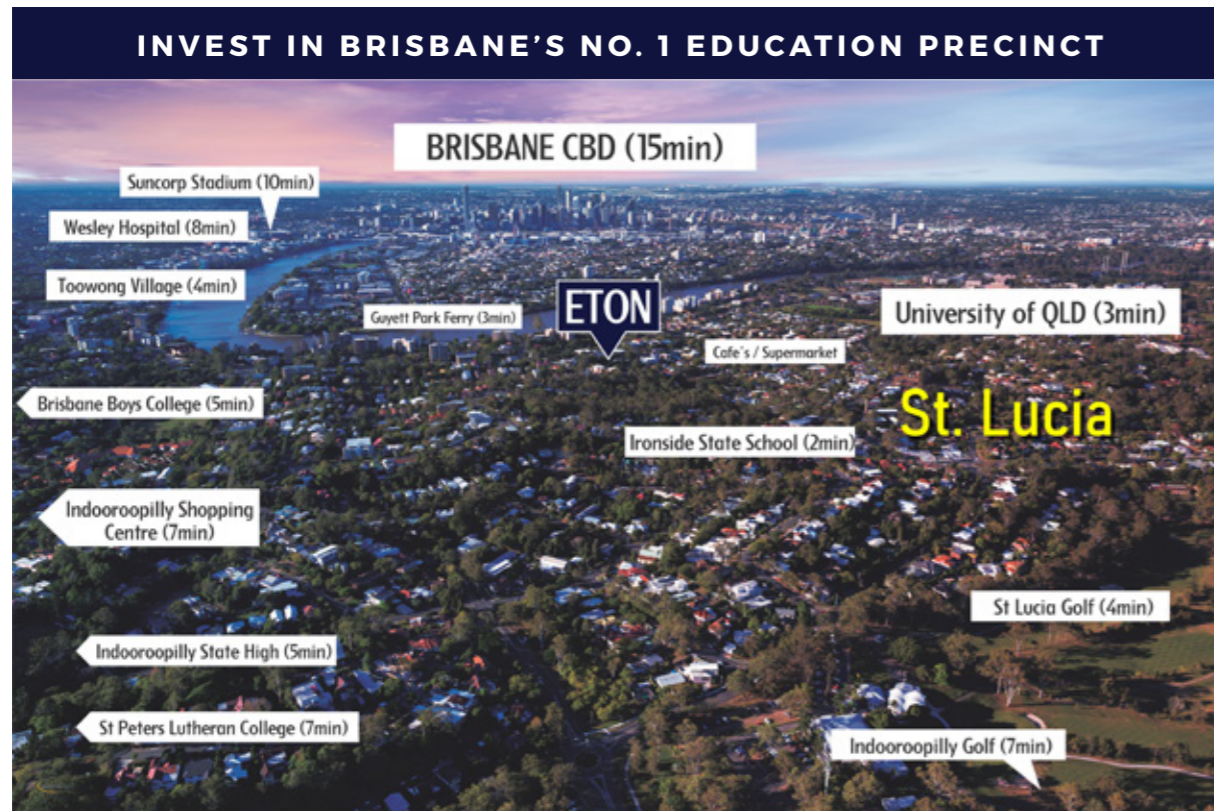 INVEST IN BRISBANE'S NO. 1 EDUCATION PRECINCT
BRISBANE CBD (15min)
Suncorp Stadium (10min)
Wesley Hospital (8min)
Toowong Village (4min)
Guyett Park Ferry (3min)
ETON
University of QLD (3min)
Cafe's / Supermarket
Brisbane Boys College (5min)
St. Lucia
Ironside State School (2min)
Indooroopilly Shopping
Centre (7min)
St Lucia Golf (4min)
Indooroopilly State High (5min)
St Peters Lutheran College (7min)
Indooroopilly Golf (7min)